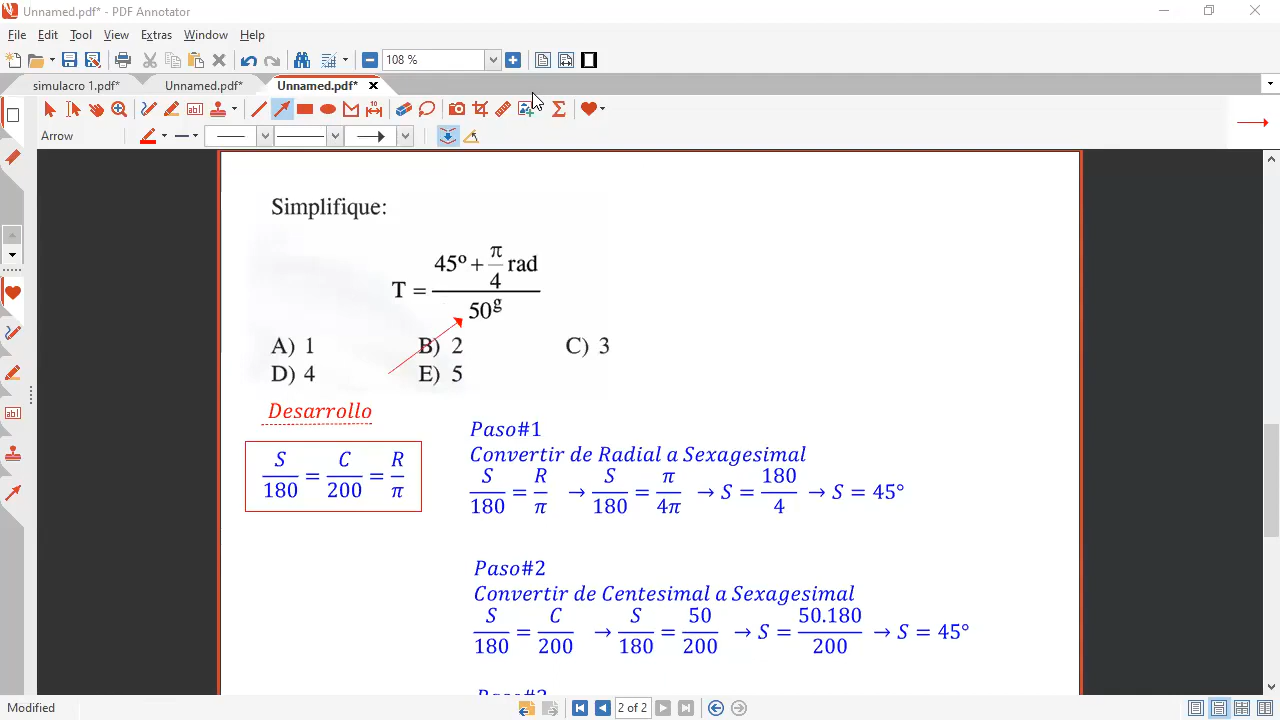 Unnamed.pdf* - PDF Annotator
File Edit Tool View Extras Window Help
108 %
simulacro 1.pdf* Unnamed.pdf* Unnamed.pdf*
Arrow
Simplifique:
T = (45º + π/4 rad) / 50^g
A) 1 B) 2 C) 3
D) 4 E) 5
Desarrollo
S/180 = C/200 = R/π
Paso#1
Convertir de Radial a Sexagesimal
S/180 = R/π → S/180 = π/4π → S = 180/4 → S = 45°
Paso#2
Convertir de Centesimal a Sexagesimal
S/180 = C/200 → S/180 = 50/200 → S = 50.180/200 → S = 45°
Modified 2 of 2